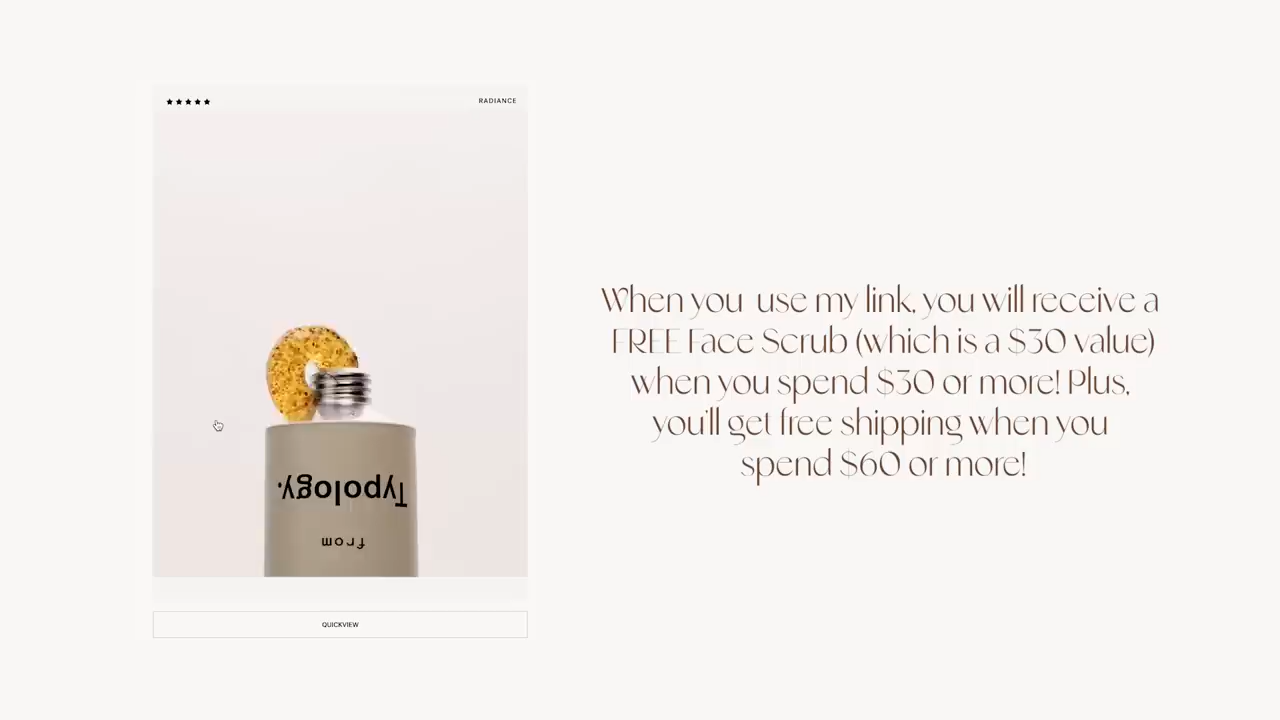 RADIANCE
Typology.
from
QUICKVIEW
When you use my link, you will receive a
FREE Face Scrub (which is a $30 value)
when you spend $30 or more! Plus,
you'll get free shipping when you
spend $60 or more!